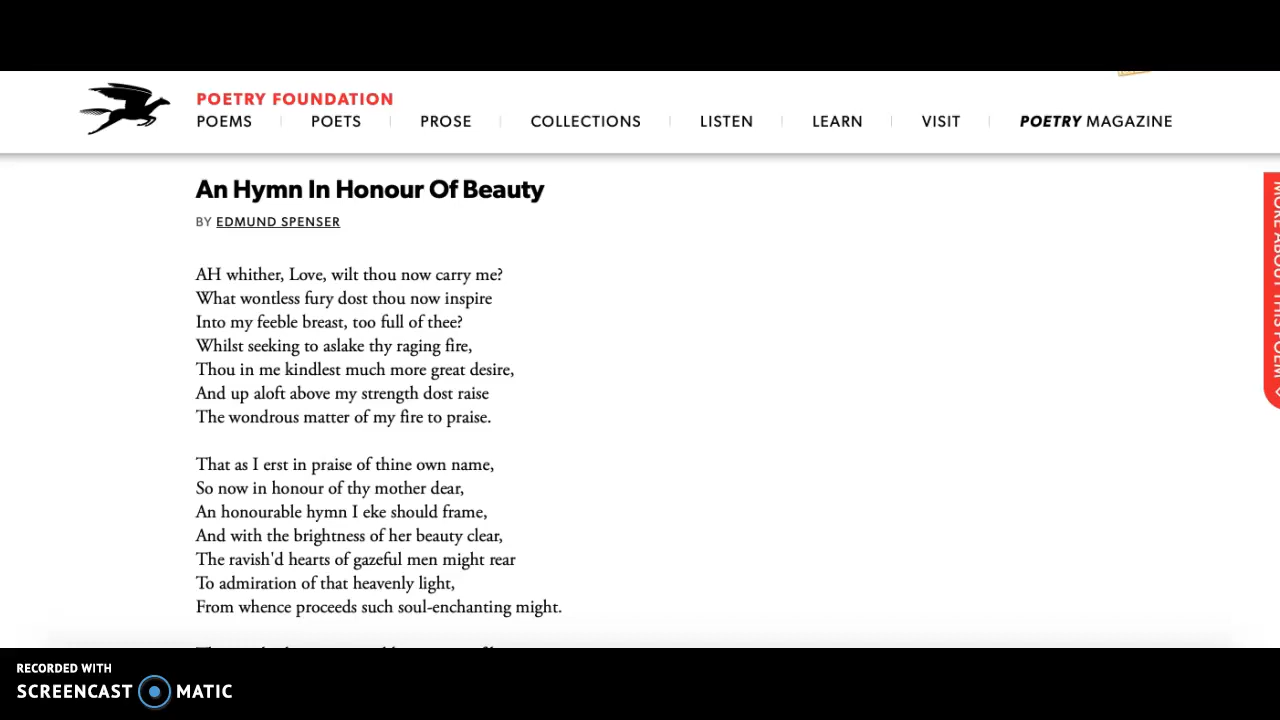 POETRY FOUNDATION
POEMS
POETS
PROSE
COLLECTIONS
LISTEN
LEARN
VISIT
POETRY MAGAZINE
An Hymn In Honour Of Beauty
BY EDMUND SPENSER
AH whither, Love, wilt thou now carry me?
What wontless fury dost thou now inspire
Into my feeble breast, too full of thee?
Whilst seeking to aslake thy raging fire,
Thou in me kindlest much more great desire,
And up aloft above my strength dost raise
The wondrous matter of my fire to praise.
That as I erst in praise of thine own name,
So now in honour of thy mother dear,
An honourable hymn I eke should frame,
And with the brightness of her beauty clear,
The ravish'd hearts of gazeful men might rear
To admiration of that heavenly light,
From whence proceeds such soul-enchanting might.
MORE ABOUT THIS POEM
RECORDED WITH
SCREENCAST MATIC